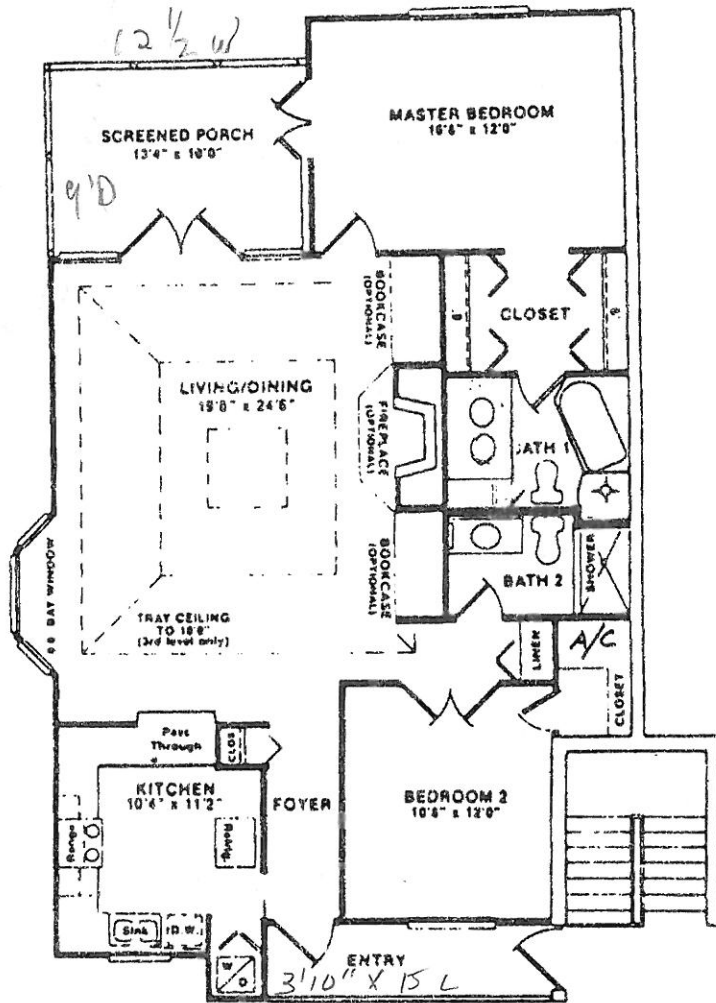 12 1/2 W
SCREENED PORCH
13'4" x 10'0"
9'D
MASTER BEDROOM
16'8" x 12'0"
BOOKCASE
(OPTIONAL)
CLOSET
LIVING/DINING
19'8" x 24'6"
FIREPLACE
(OPTIONAL)
BATH 1
BOOKCASE
(OPTIONAL)
BATH 2
SHOWER
BAY WINDOW
TRAY CEILING
TO 10'0"
(3rd level only)
LINEN
A/C
CLOSET
Pass
Through
CLOS
KITCHEN
10'4" x 11'2"
FOYER
BEDROOM 2
10'8" x 12'0"
Range
Refrig.
Sink
D.W.
W
D
ENTRY
3'10" X 15 L